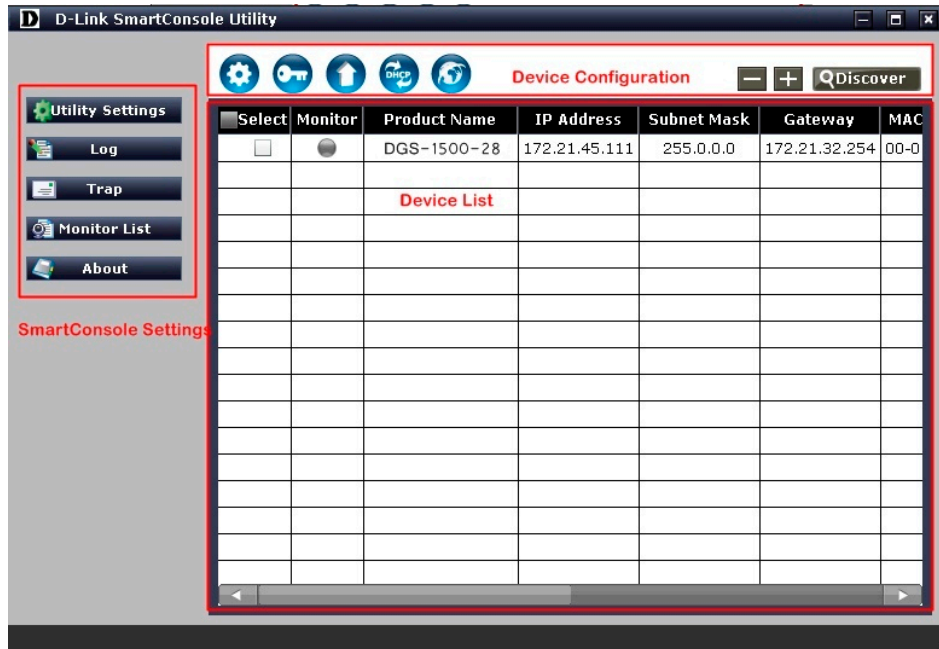 D D-Link SmartConsole Utility
DHCP
Device Configuration
Discover
Utility Settings
Log
Trap
Monitor List
About
SmartConsole Settings
Select Monitor Product Name IP Address Subnet Mask Gateway MAC
DGS-1500-28 172.21.45.111 255.0.0.0 172.21.32.254 00-0
Device List